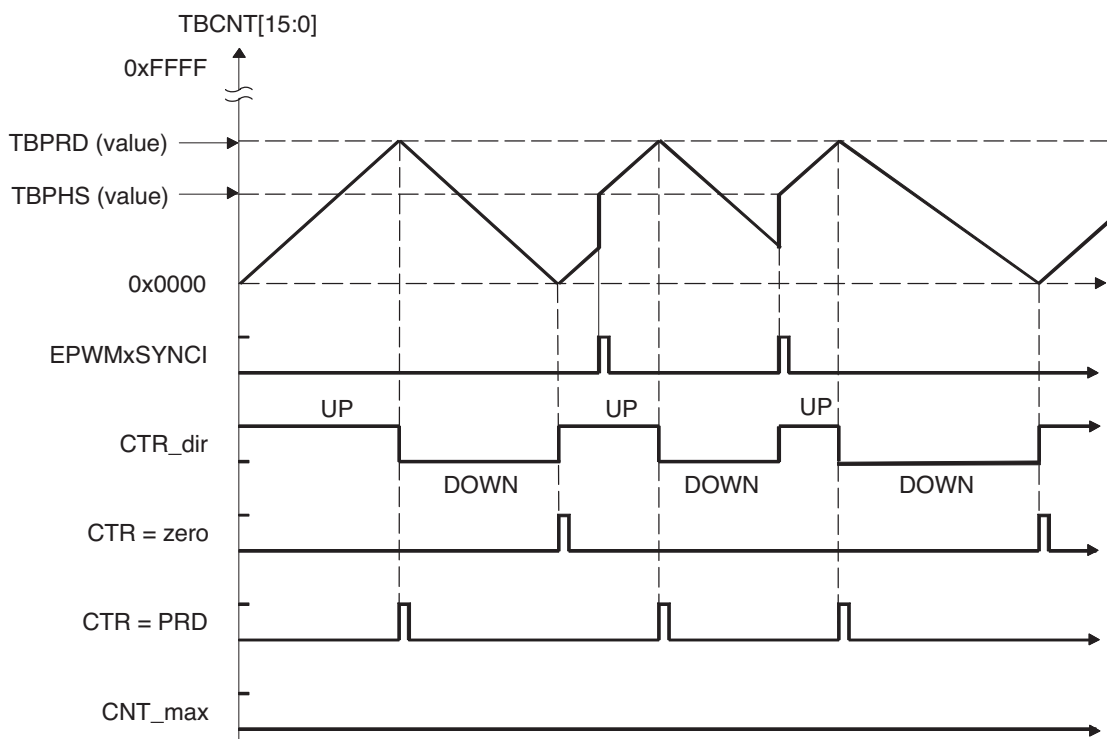 TBCNT[15:0]
0xFFFF
TBPRD (value)
TBPHS (value)
0x0000
EPWMxSYNCI
UP UP UP
CTR_dir
DOWN DOWN DOWN
CTR = zero
CTR = PRD
CNT_max